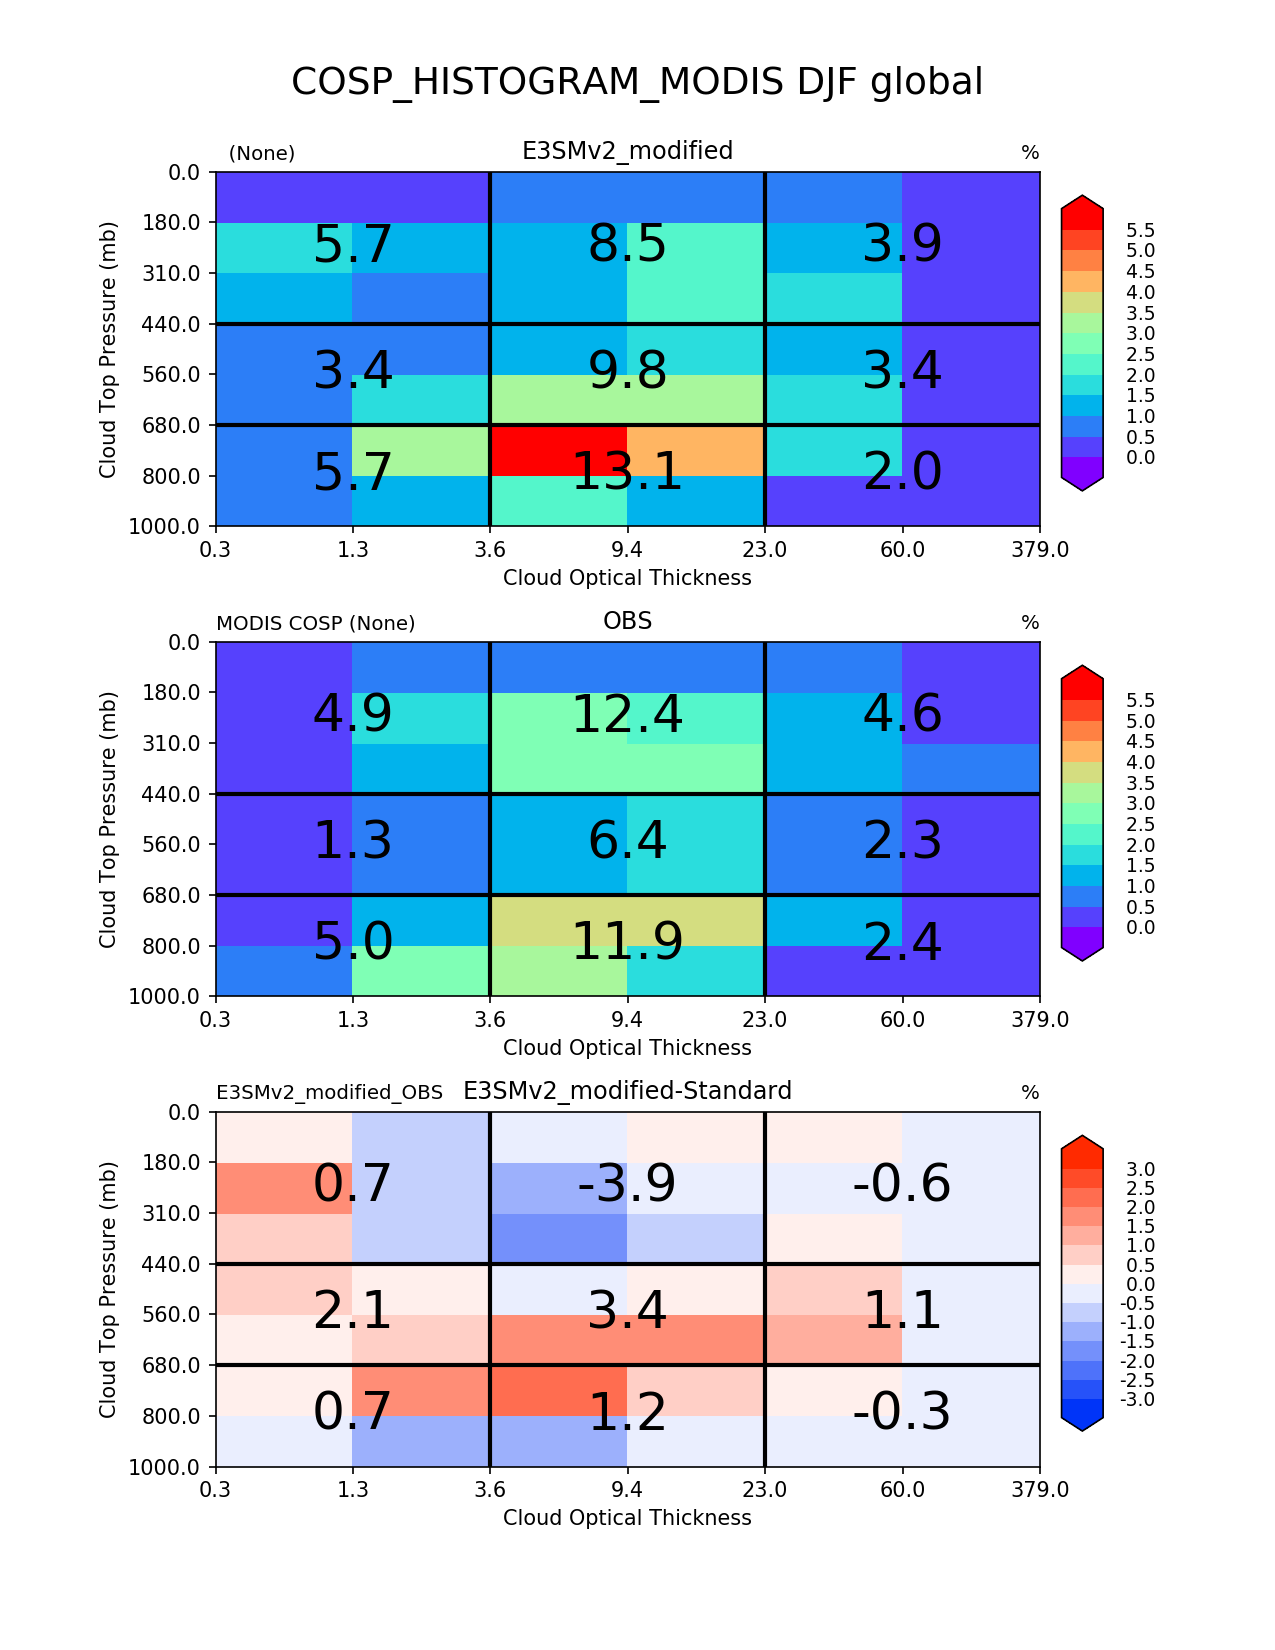 COSP_HISTOGRAM_MODIS DJF global
(None) E3SMv2_modified %
0.0
180.0
310.0
440.0
560.0
680.0
800.0
1000.0
Cloud Top Pressure (mb)
5.7 8.5 3.9
3.4 9.8 3.4
5.7 13.1 2.0
0.3 1.3 3.6 9.4 23.0 60.0 379.0
Cloud Optical Thickness
5.5
5.0
4.5
4.0
3.5
3.0
2.5
2.0
1.5
1.0
0.5
0.0
MODIS COSP (None) OBS %
0.0
180.0
310.0
440.0
560.0
680.0
800.0
1000.0
Cloud Top Pressure (mb)
4.9 12.4 4.6
1.3 6.4 2.3
5.0 11.9 2.4
0.3 1.3 3.6 9.4 23.0 60.0 379.0
Cloud Optical Thickness
5.5
5.0
4.5
4.0
3.5
3.0
2.5
2.0
1.5
1.0
0.5
0.0
E3SMv2_modified_OBS E3SMv2_modified-Standard %
0.0
180.0
310.0
440.0
560.0
680.0
800.0
1000.0
Cloud Top Pressure (mb)
0.7 -3.9 -0.6
2.1 3.4 1.1
0.7 1.2 -0.3
0.3 1.3 3.6 9.4 23.0 60.0 379.0
Cloud Optical Thickness
3.0
2.5
2.0
1.5
1.0
0.5
0.0
-0.5
-1.0
-1.5
-2.0
-2.5
-3.0